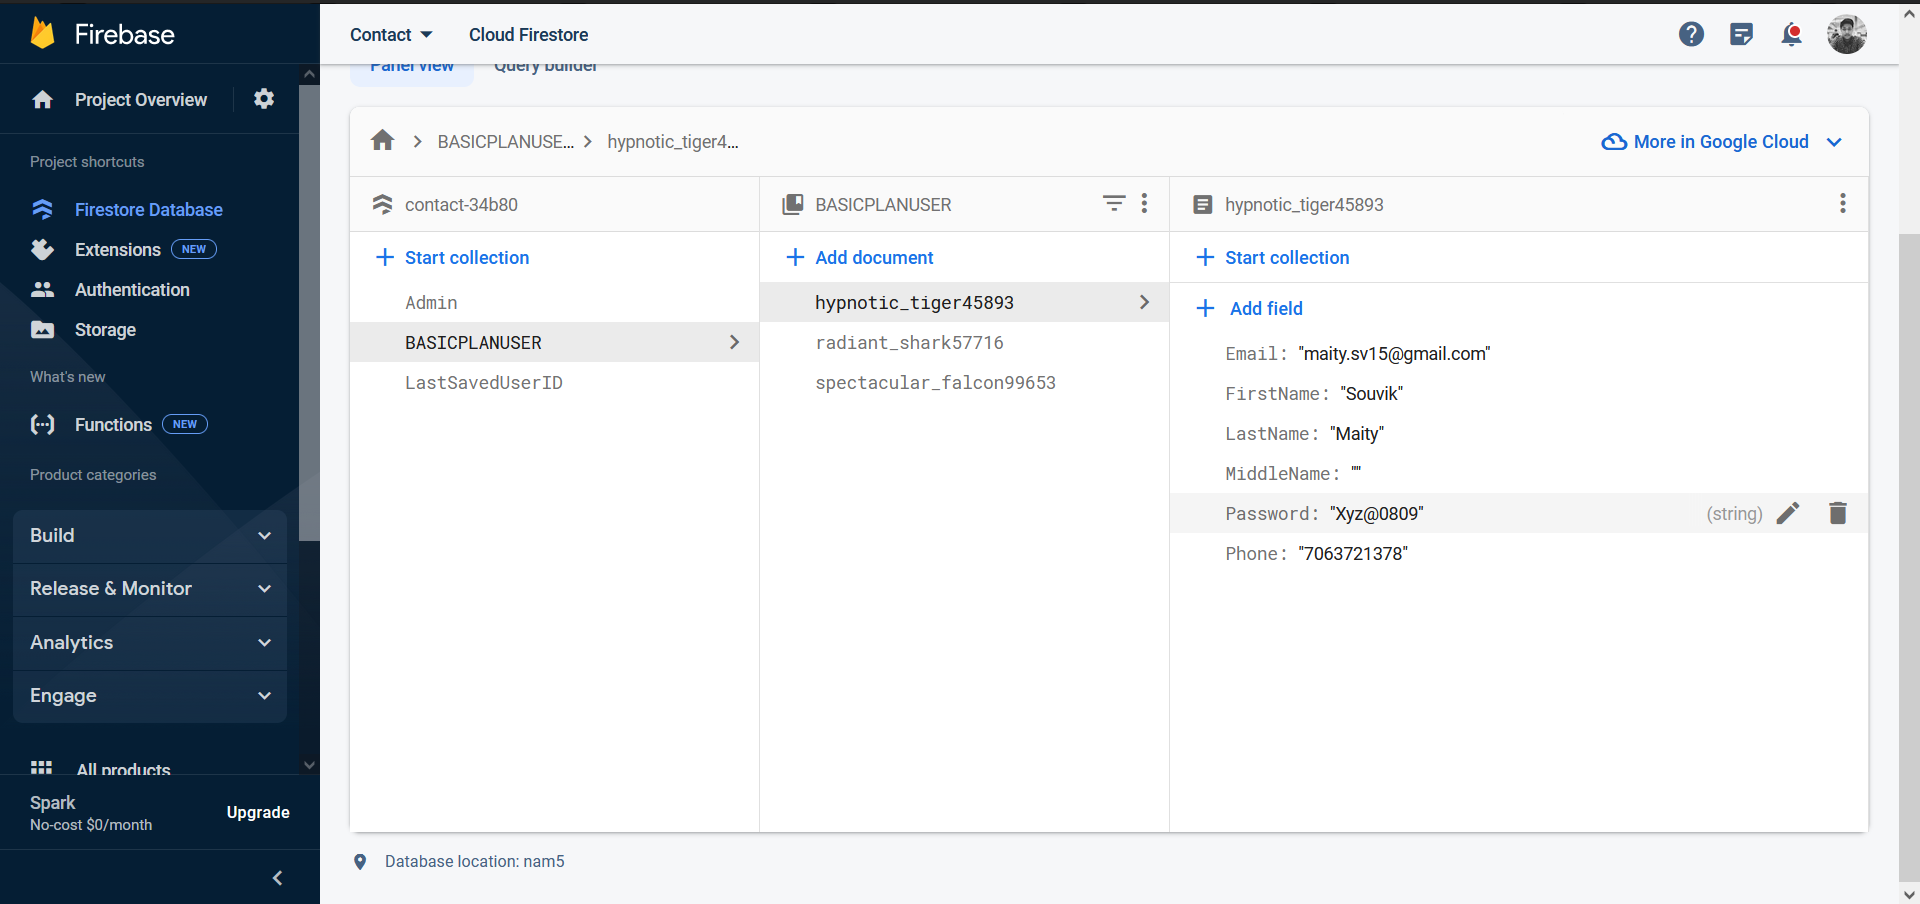 Firebase
Project Overview
Project shortcuts
Firestore Database
Extensions NEW
Authentication
Storage
What's new
Functions NEW
Product categories
Build
Release & Monitor
Analytics
Engage
All products
Spark
No-cost $0/month
Upgrade
Contact
Cloud Firestore
Panel view
Query builder
BASICPLANUSE...
hypnotic_tiger4...
More in Google Cloud
contact-34b80
Start collection
Admin
BASICPLANUSER
LastSavedUserID
BASICPLANUSER
Add document
hypnotic_tiger45893
radiant_shark57716
spectacular_falcon99653
hypnotic_tiger45893
Start collection
Add field
Email: "maity.sv15@gmail.com"
FirstName: "Souvik"
LastName: "Maity"
MiddleName: ""
Password: "Xyz@0809" (string)
Phone: "7063721378"
Database location: nam5